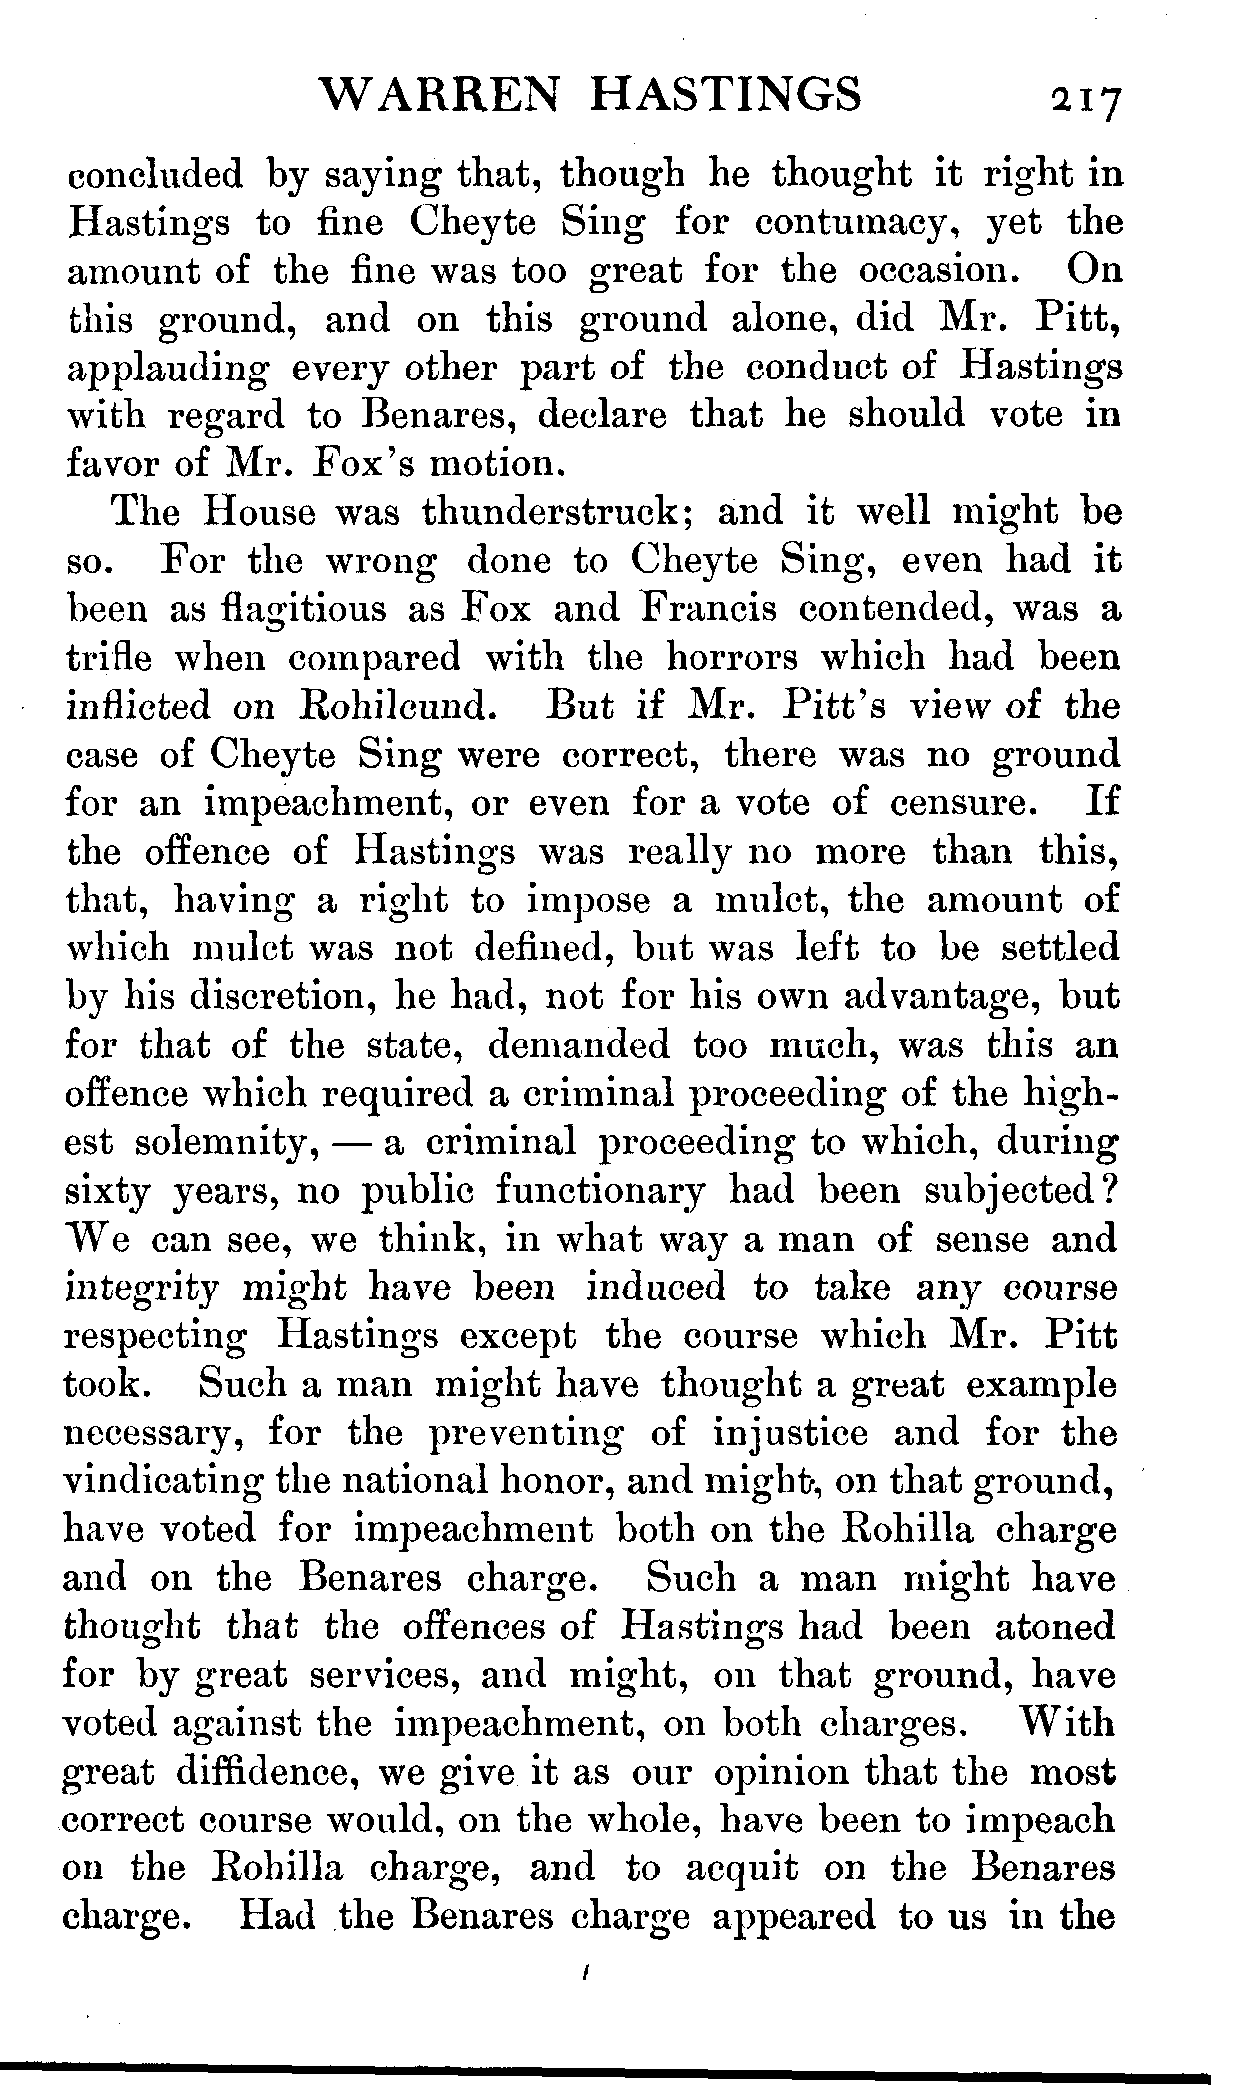 WARREN HASTINGS 217
concluded by saying that, though he thought it right in
Hastings to fine Cheyte Sing for contumacy, yet the
amount of the fine was too great for the occasion. On
this ground, and on this ground alone, did Mr. Pitt,
applauding every other part of the conduct of Hastings
with regard to Benares, declare that he should vote in
favor of Mr. Fox's motion.
The House was thunderstruck; and it well might be
so. For the wrong done to Cheyte Sing, even had it
been as flagitious as Fox and Francis contended, was a
trifle when compared with the horrors which had been
inflicted on Rohilcund. But if Mr. Pitt's view of the
case of Cheyte Sing were correct, there was no ground
for an impeachment, or even for a vote of censure. If
the offence of Hastings was really no more than this,
that, having a right to impose a mulct, the amount of
which mulct was not defined, but was left to be settled
by his discretion, he had, not for his own advantage, but
for that of the state, demanded too much, was this an
offence which required a criminal proceeding of the high-
est solemnity, — a criminal proceeding to which, during
sixty years, no public functionary had been subjected?
We can see, we think, in what way a man of sense and
integrity might have been induced to take any course
respecting Hastings except the course which Mr. Pitt
took. Such a man might have thought a great example
necessary, for the preventing of injustice and for the
vindicating the national honor, and might, on that ground,
have voted for impeachment both on the Rohilla charge
and on the Benares charge. Such a man might have
thought that the offences of Hastings had been atoned
for by great services, and might, on that ground, have
voted against the impeachment, on both charges. With
great diffidence, we give it as our opinion that the most
correct course would, on the whole, have been to impeach
on the Rohilla charge, and to acquit on the Benares
charge. Had the Benares charge appeared to us in the